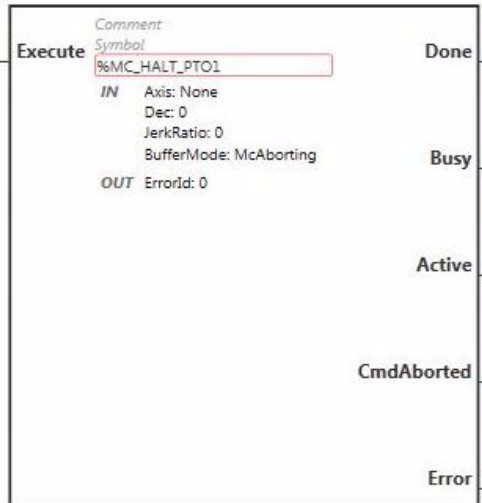 Comment
Execute Symbol Done
%MC_HALT_PTO1
IN Axis: None
Dec: 0
JerkRatio: 0
BufferMode: McAborting Busy
OUT ErrorId: 0
Active
CmdAborted
Error